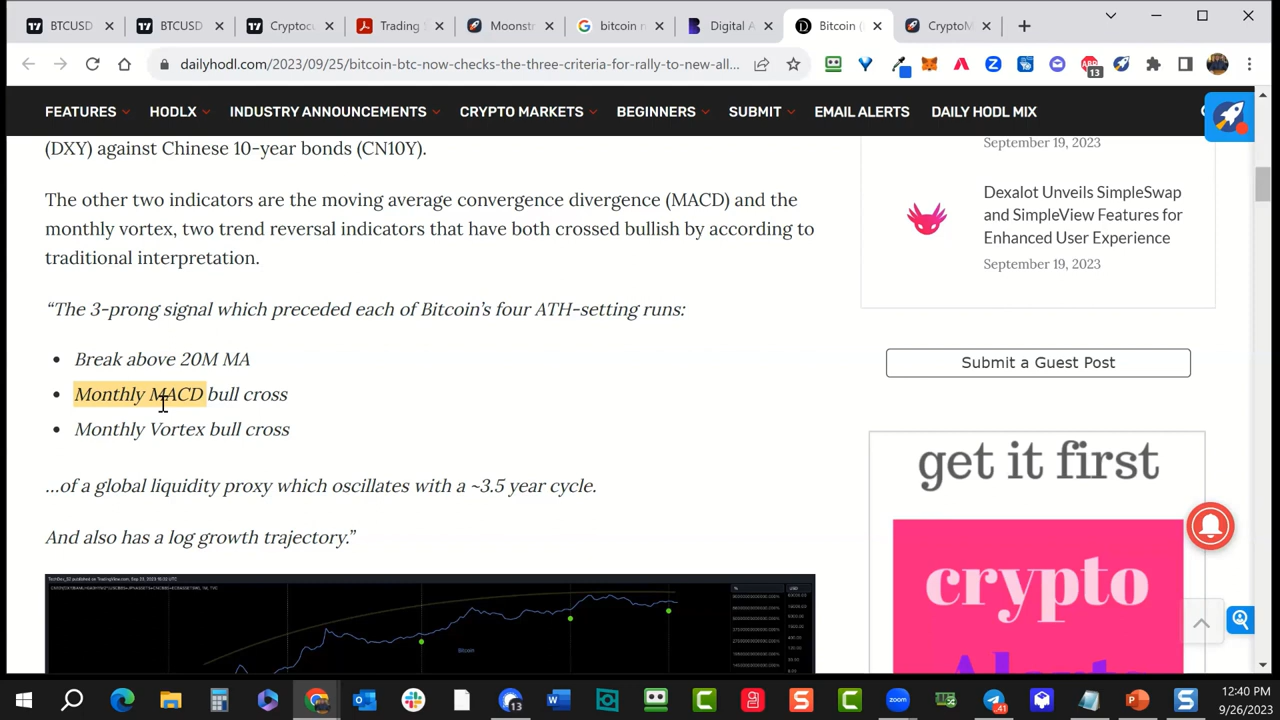 BTCUSD
BTCUSD
Cryptoc
Trading
Moonstr
bitcoin n
Digital A
Bitcoin (
CryptoM
dailyhodl.com/2023/09/25/bitcoin-btc-now-checks-the-three-criteria-for-rally-to-new-all...
13
FEATURES
HODLX
INDUSTRY ANNOUNCEMENTS
CRYPTO MARKETS
BEGINNERS
SUBMIT
EMAIL ALERTS
DAILY HODL MIX
(DXY) against Chinese 10-year bonds (CN10Y).
The other two indicators are the moving average convergence divergence (MACD) and the
monthly vortex, two trend reversal indicators that have both crossed bullish by according to
traditional interpretation.
“The 3-prong signal which preceded each of Bitcoin’s four ATH-setting runs:
• Break above 20M MA
• Monthly MACD bull cross
• Monthly Vortex bull cross
…of a global liquidity proxy which oscillates with a ~3.5 year cycle.
And also has a log growth trajectory.”
Bitcoin
September 19, 2023
Dexalot Unveils SimpleSwap
and SimpleView Features for
Enhanced User Experience
September 19, 2023
Submit a Guest Post
get it first
crypto
Alerts
13
zoom
41
12:40 PM
9/26/2023